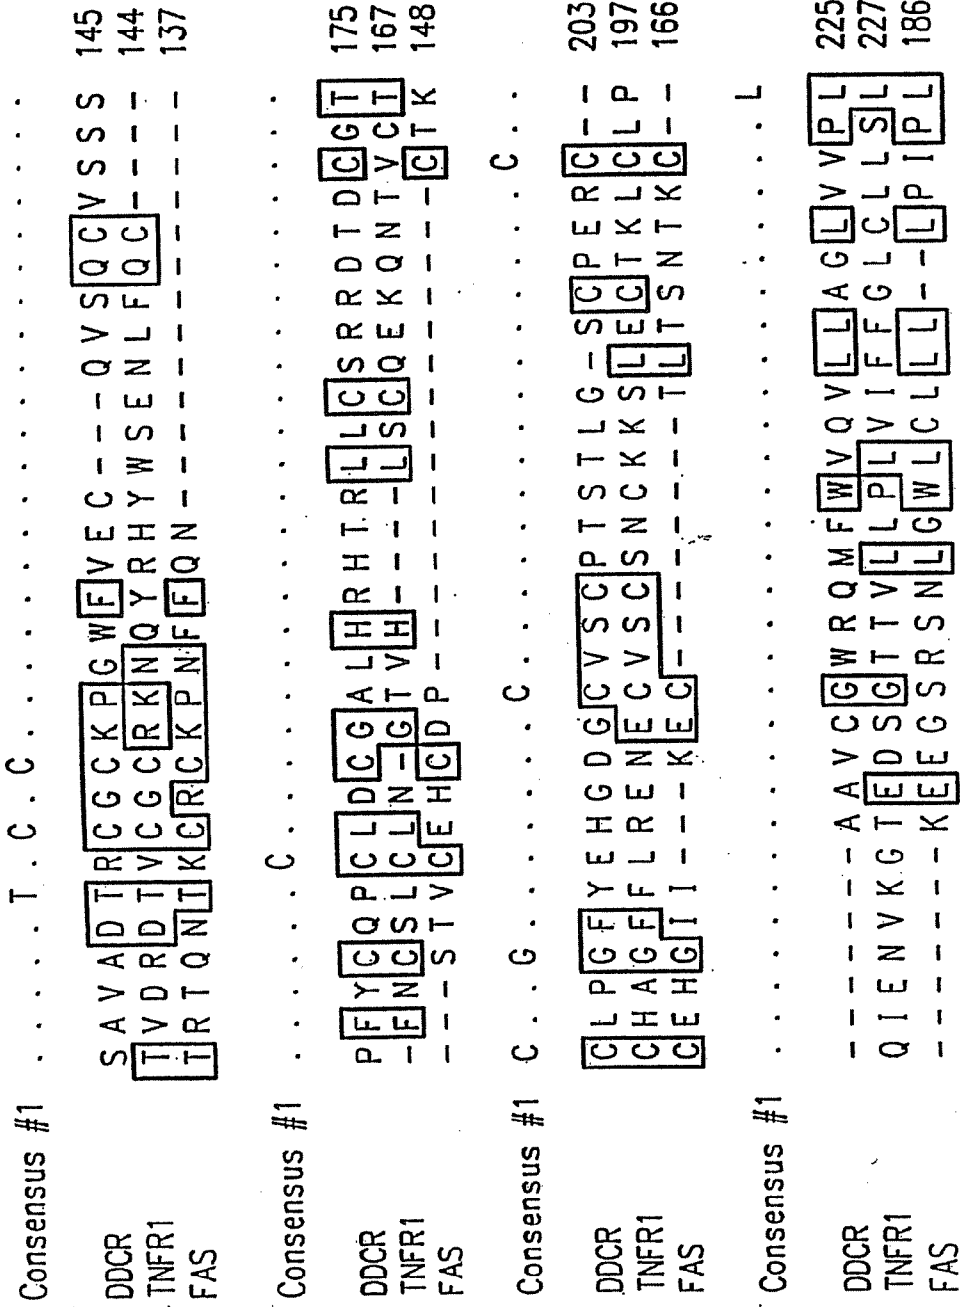 Consensus #1 . . . . . T . C . C . . . . . . . . . . . . . . . . . . . .
DDCR S A V A D T R C G C K P G W F V E C - - - Q V S Q C V S S S 145
TNFR1 T V D R D T V C G C R K N Q Y R H Y W S E N L F Q C - - - - 144
FAS T R T Q N T K C R C K P N F F Q N - - - - - - - - - - - - - 137
Consensus #1 . . . . . . C . . . . . . . . . . . . . . . . . . . . . . .
DDCR P F Y C Q P C L D C G A L H R H T R L L C S R R D T D C G T 175
TNFR1 - F N C S L C L N - G T V H - - - - L S C Q E K Q N T V C T 167
FAS - - - S T V C E H C D P - - - - - - - - - - - - - - - C T K 148
Consensus #1 C . . G . . . . . . . C . . . . . . . . . . . . . . . C . .
DDCR C L P G F Y E H G D G C V S C P T S T L G - S C P E R C - - 203
TNFR1 C H A G F F L R E N E C V S C S N C K K S L E C T K L C L P 197
FAS C E H G I I - - - K E C - - - - - - - - T L T S N T K C - - 166
Consensus #1 . . . . . . . . . . . . . . . . . . . . . . . . . . . . . L
DDCR - - - - - - - A A V C G W R Q M F W V Q V L L A G L V V P L 225
TNFR1 Q I E N V K G T E D S G T T V L L P L V I F F G L C L L S L 227
FAS - - - - - - - K E E G S R S N L G W L C L L L - - L P I P L 186